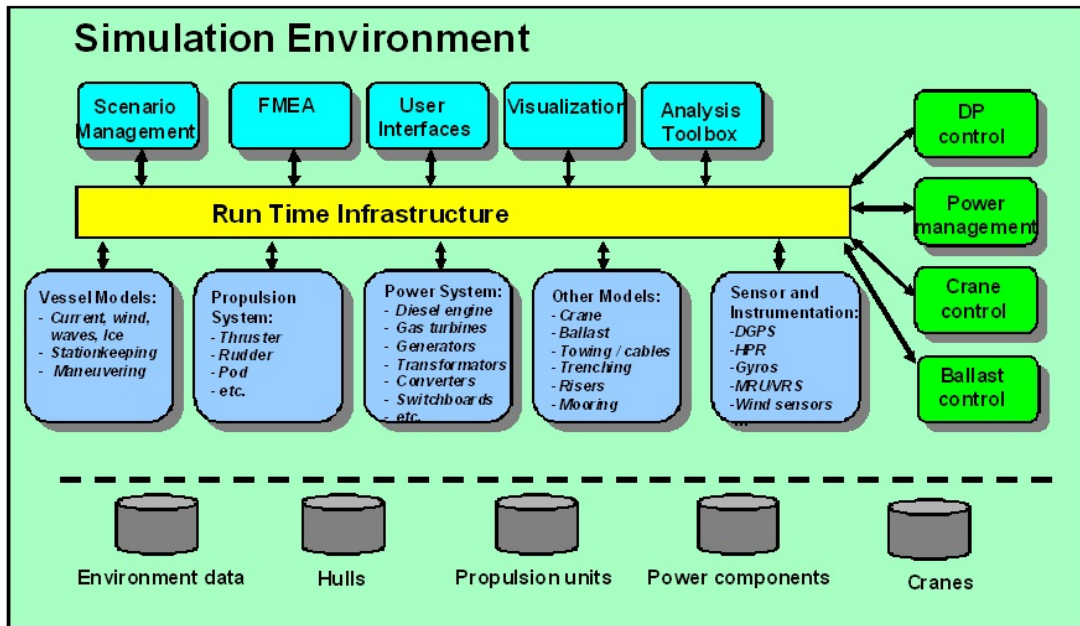 Simulation Environment
Scenario
Management
FMEA
User
Interfaces
Visualization
Analysis
Toolbox
DP
control
Run Time Infrastructure
Power
management
Crane
control
Ballast
control
Vessel Models:
- Current, wind,
waves, Ice
- Stationkeeping
- Maneuvering
Propulsion
System:
- Thruster
- Rudder
- Pod
- etc.
Power System:
- Diesel engine
- Gas turbines
- Generators
- Transformators
- Converters
- Switchboards
- etc.
Other Models:
- Crane
- Ballast
- Towing / cables
- Trenching
- Risers
- Mooring
Sensor and
Instrumentation:
-DGPS
-HPR
- Gyros
- MRU/VRS
-Wind sensors
...
Environment data
Hulls
Propulsion units
Power components
Cranes